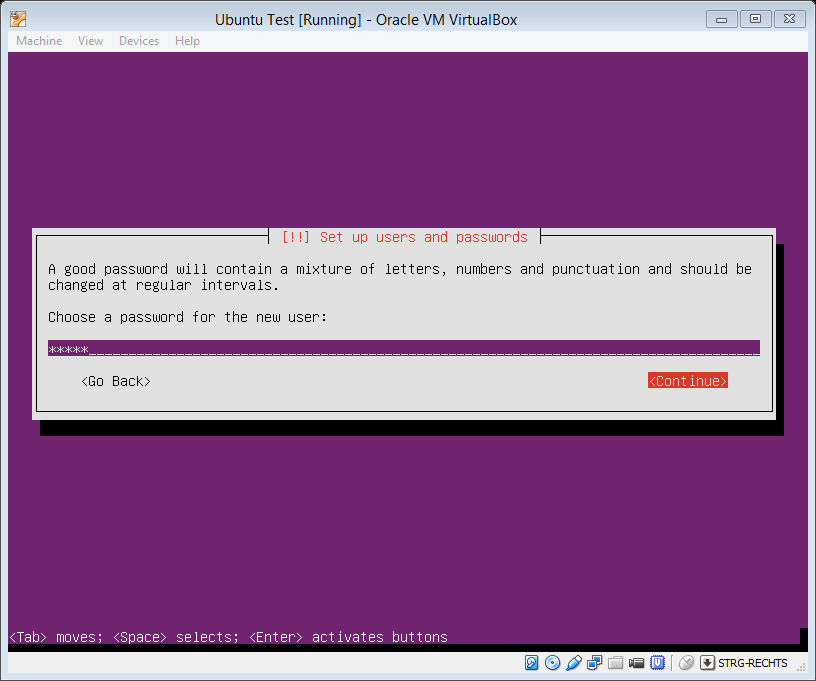 Ubuntu Test [Running] - Oracle VM VirtualBox
Machine View Devices Help
[!!] Set up users and passwords
A good password will contain a mixture of letters, numbers and punctuation and should be
changed at regular intervals.
Choose a password for the new user:
*****
<Go Back> <Continue>
<Tab> moves; <Space> selects; <Enter> activates buttons
STRG-RECHTS